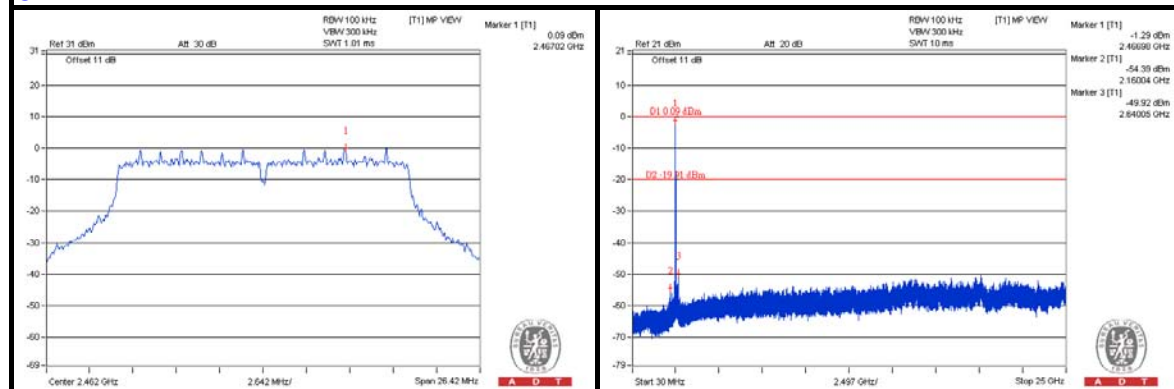 RBW 100 kHz
VBW 300 kHz
SWT 1.01 ms
[T1] MP VIEW
Ref 31 dBm
Att 30 dB
Marker 1 [T1]
0.09 dBm
2.46702 GHz
31
Offset 11 dB
20
10
1
0
-10
-20
-30
-40
-50
-60
-69
Center 2.462 GHz
2.642 MHz/
Span 26.42 MHz
BUREAU VERITAS
1828
A D T
RBW 100 kHz
VBW 300 kHz
SWT 10 ms
[T1] MP VIEW
Ref 21 dBm
Att 20 dB
Marker 1 [T1]
-1.29 dBm
2.46698 GHz
Marker 2 [T1]
-54.39 dBm
2.16004 GHz
Marker 3 [T1]
-49.92 dBm
2.64005 GHz
21
Offset 11 dB
10
1
D1 0.09 dBm
0
-10
D2 -19.91 dBm
-20
-30
-40
3
2
-50
-60
-70
-79
Start 30 MHz
2.497 GHz/
Stop 25 GHz
BUREAU VERITAS
1828
A D T